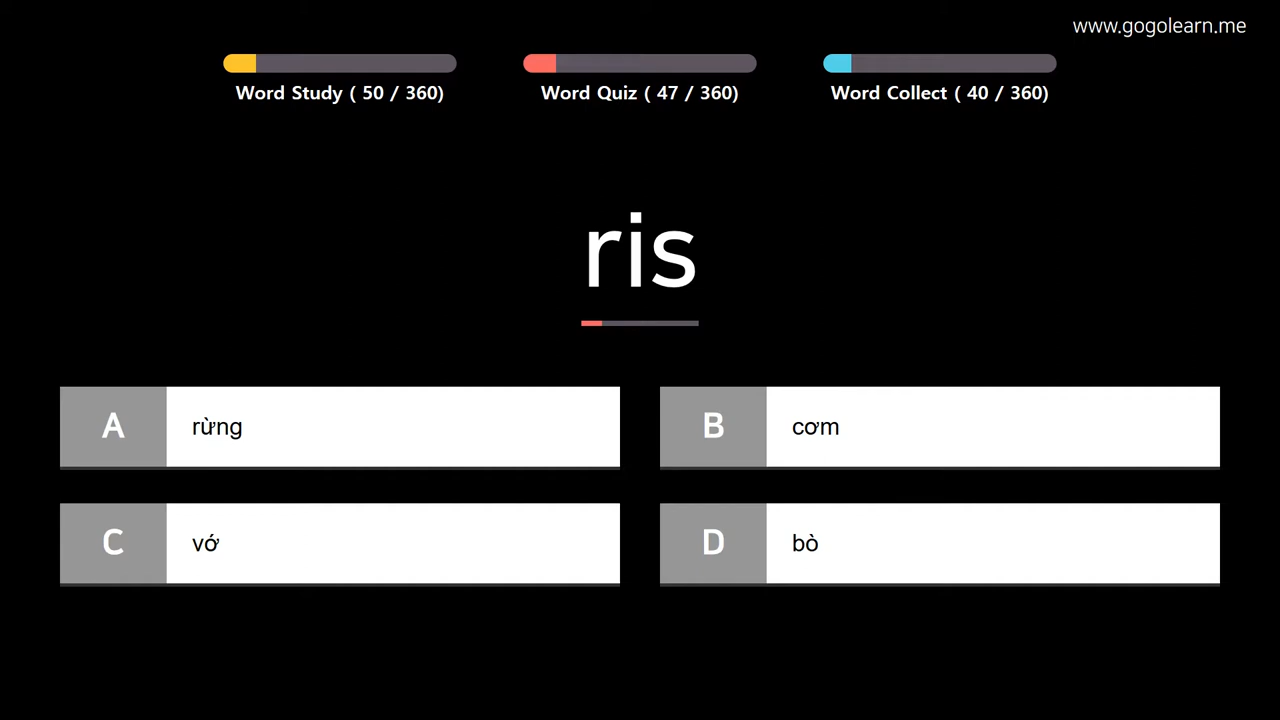 www.gogolearn.me
Word Study ( 50 / 360)
Word Quiz ( 47 / 360)
Word Collect ( 40 / 360)
ris
A rừng
B cơm
C vớ
D bò